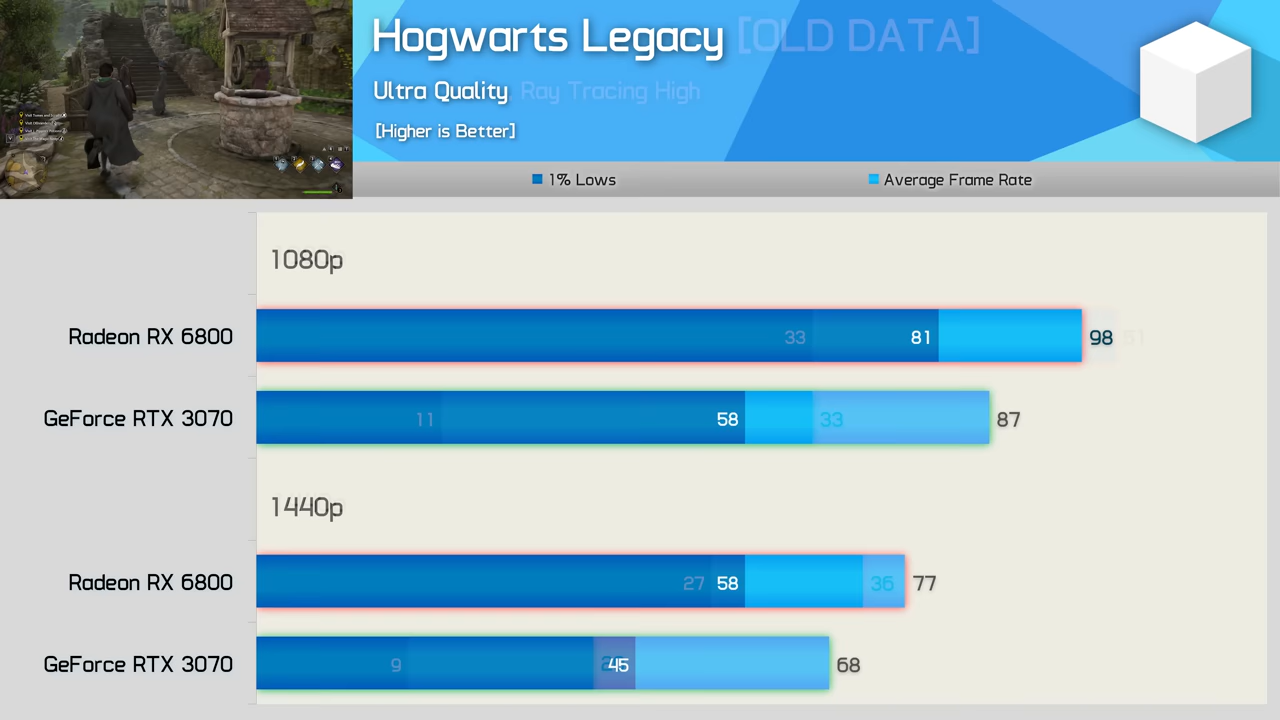 Hogwarts Legacy [OLD DATA]
Ultra Quality Ray Tracing High
[Higher is Better]
1% Lows Average Frame Rate
1080p
Radeon RX 6800 33 81 98 51
GeForce RTX 3070 11 58 33 87
1440p
Radeon RX 6800 27 58 36 77
GeForce RTX 3070 9 45 68